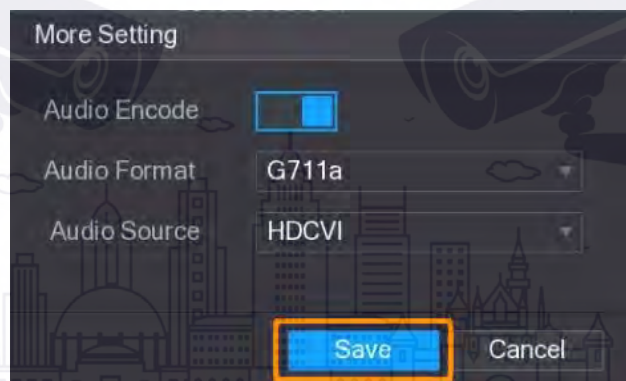 More Setting
Audio Encode
Audio Format G711a
Audio Source HDCVI
Save Cancel